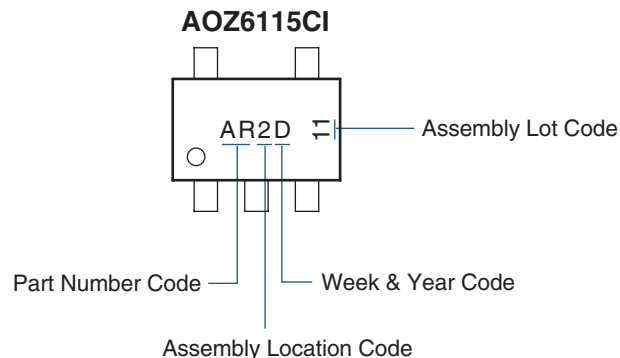 AOZ6115CI
AR2D 11
Assembly Lot Code
Part Number Code
Week & Year Code
Assembly Location Code